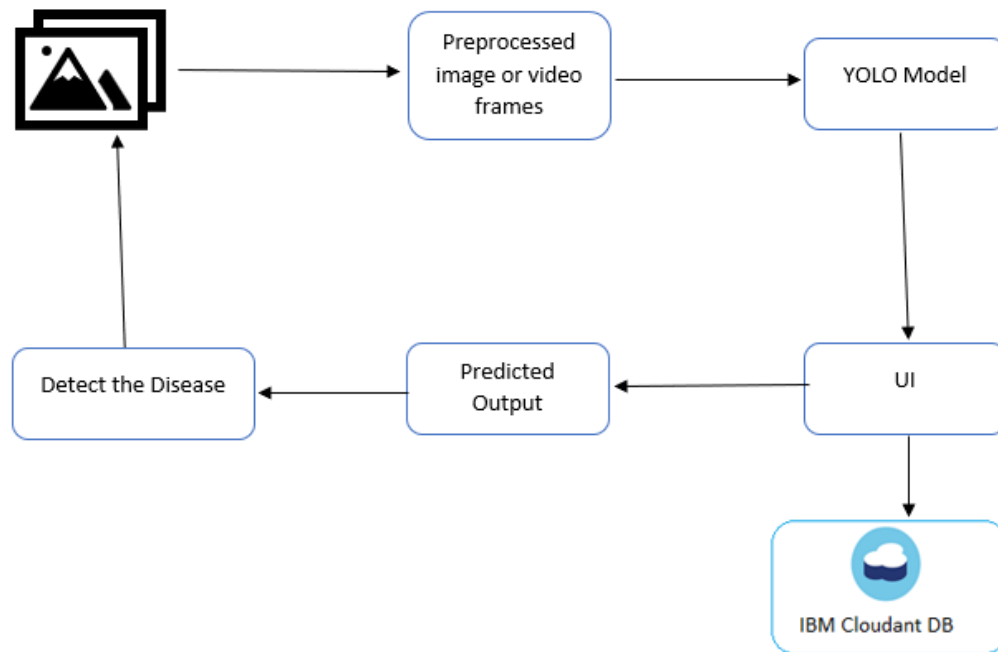 Preprocessed
image or video
frames
YOLO Model
Detect the Disease
Predicted
Output
UI
IBM Cloudant DB